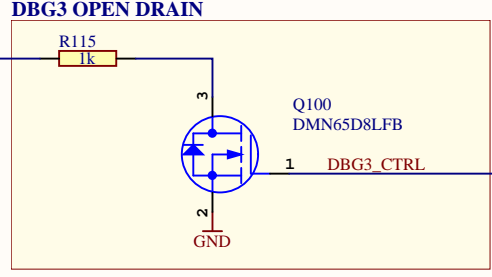 DBG3 OPEN DRAIN
R115
1k
3
Q100
DMN65D8LFB
1
DBG3_CTRL
2
GND